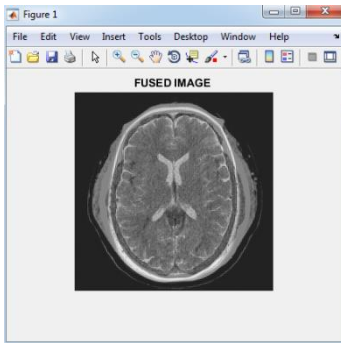 Figure 1
File Edit View Insert Tools Desktop Window Help
FUSED IMAGE